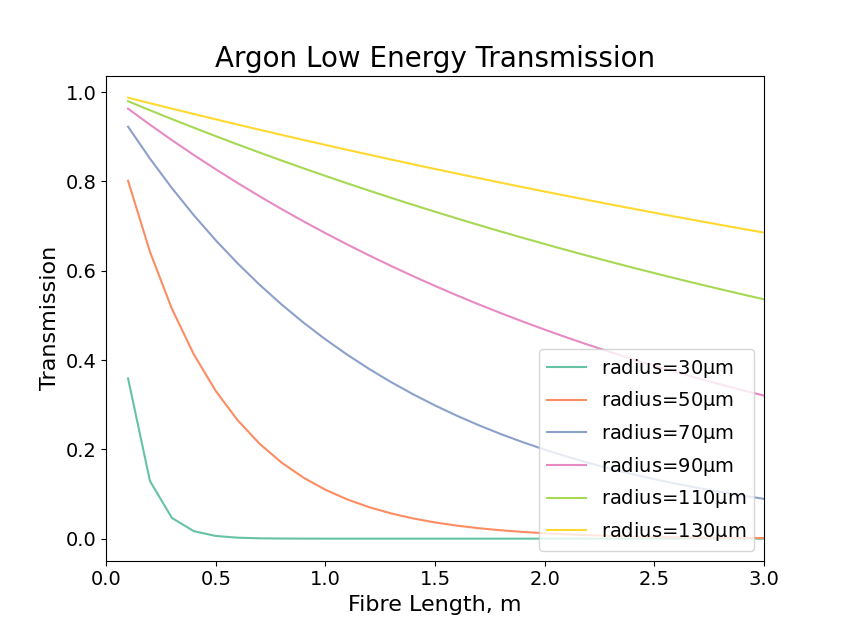 Argon Low Energy Transmission
Transmission
1.0
0.8
0.6
0.4
0.2
0.0
radius=30μm
radius=50μm
radius=70μm
radius=90μm
radius=110μm
radius=130μm
0.0 0.5 1.0 1.5 2.0 2.5 3.0
Fibre Length, m